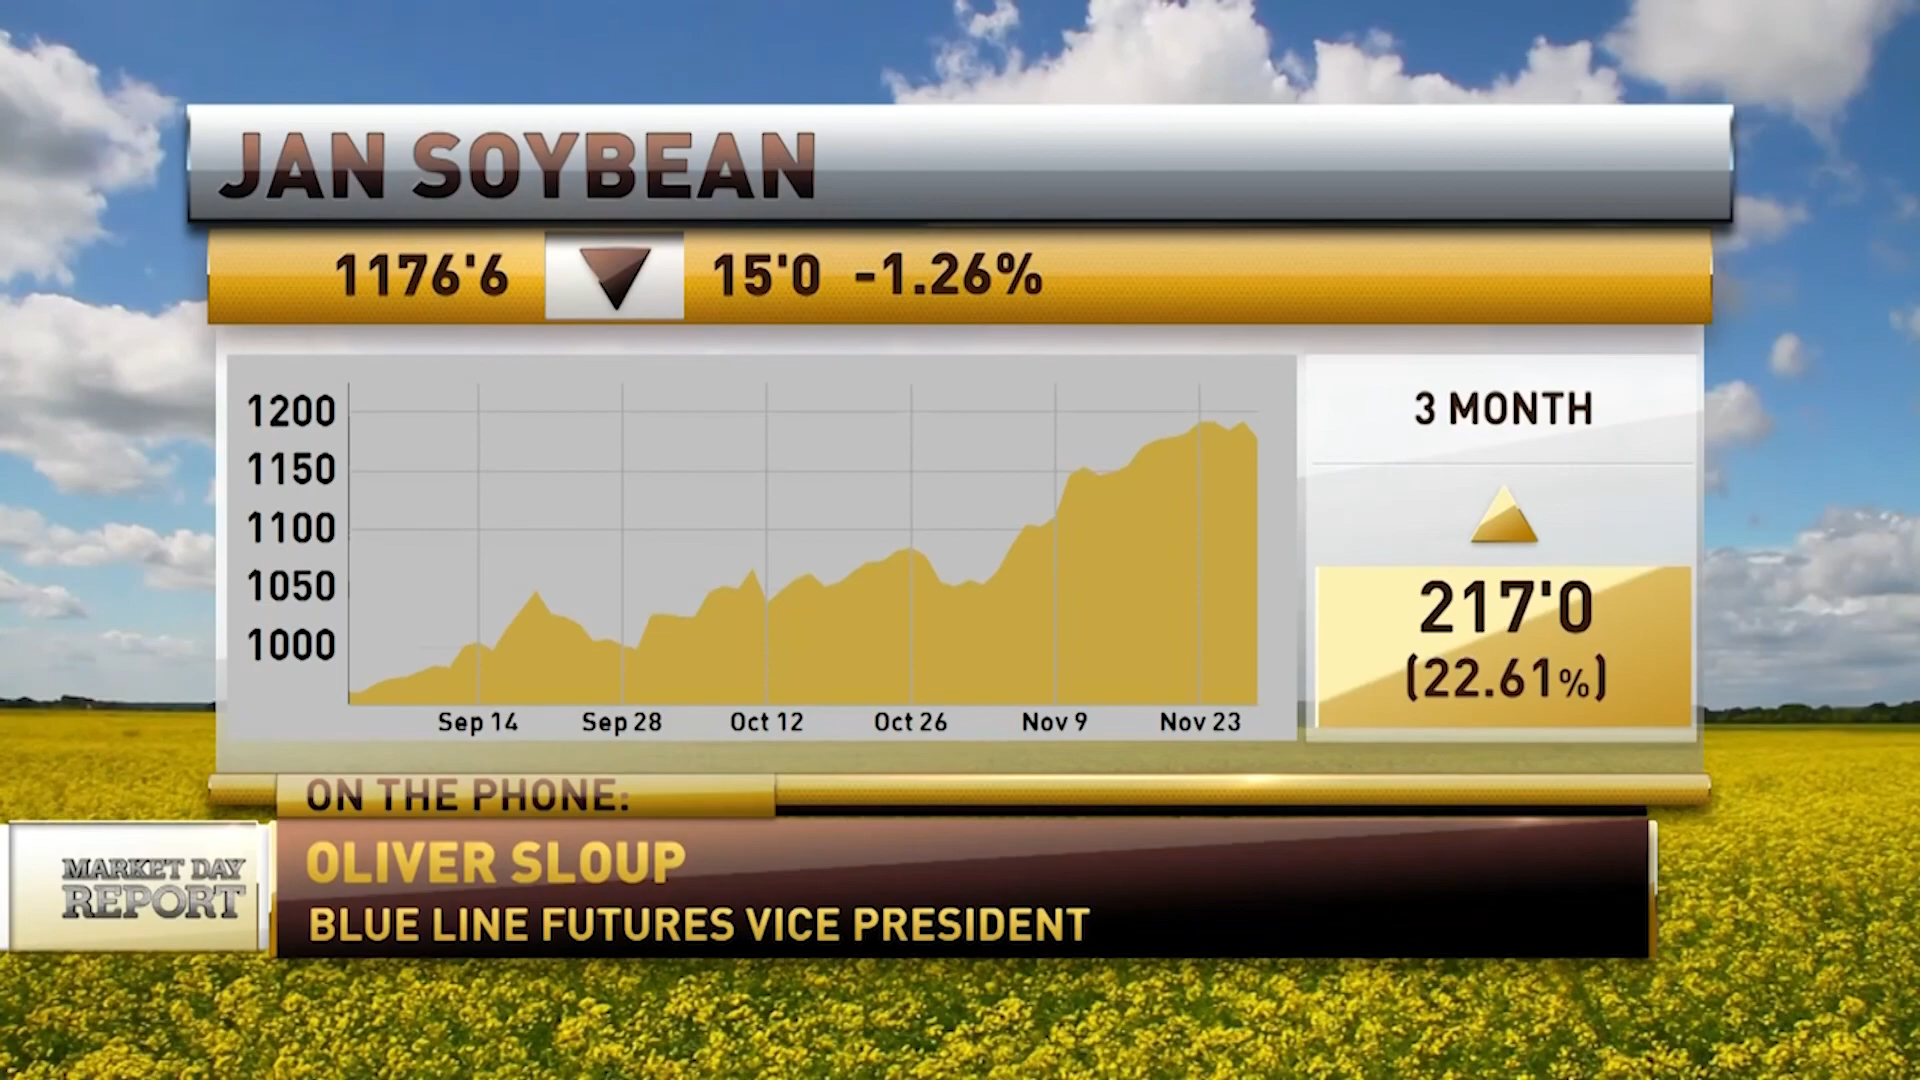 JAN SOYBEAN
1176'6 ▼ 15'0 -1.26%
1200
1150
1100
1050
1000
Sep 14 Sep 28 Oct 12 Oct 26 Nov 9 Nov 23
3 MONTH
217'0
(22.61%)
ON THE PHONE:
OLIVER SLOUP
BLUE LINE FUTURES VICE PRESIDENT
MARKET DAY
REPORT